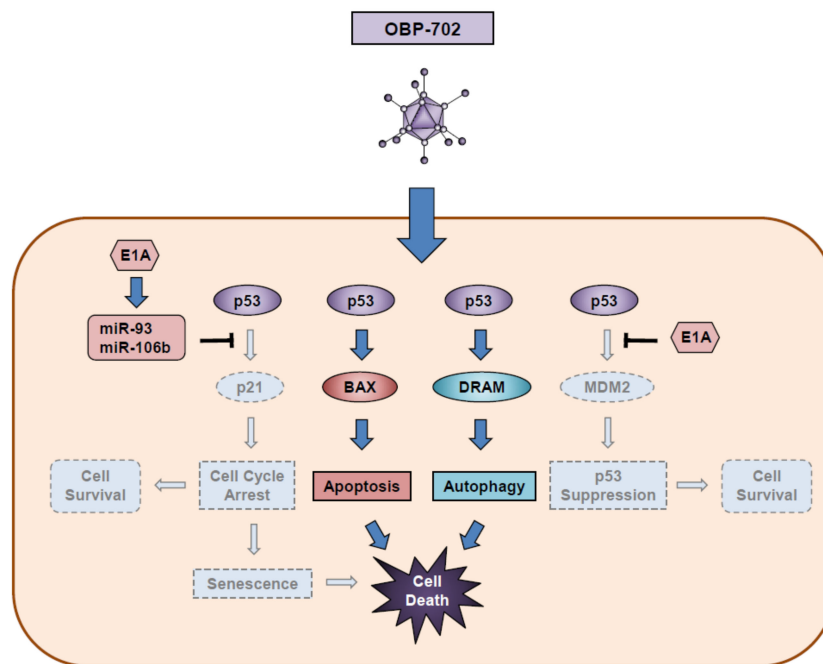 OBP-702
E1A
miR-93
miR-106b
p53
p53
p53
p53
E1A
p21
BAX
DRAM
MDM2
Cell
Survival
Cell Cycle
Arrest
Apoptosis
Autophagy
p53
Suppression
Cell
Survival
Senescence
Cell
Death